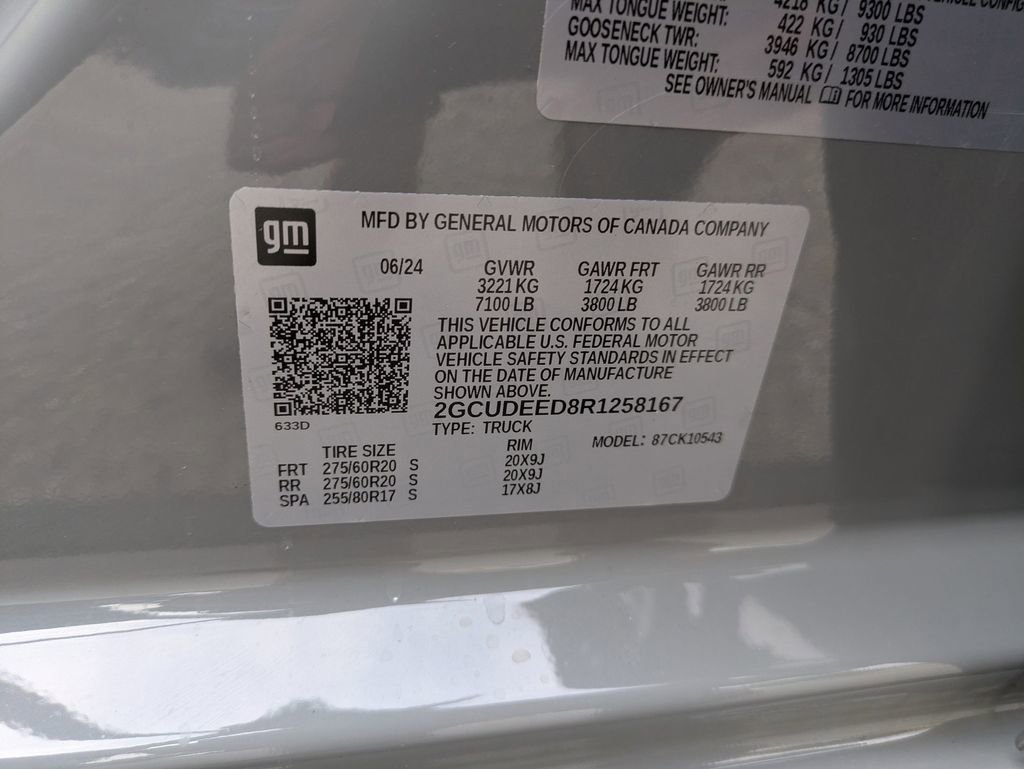 VEHICLE CONFIG
MAX TONGUE WEIGHT: 4218 KG / 9300 LBS
GOOSENECK TWR: 422 KG / 930 LBS
MAX TONGUE WEIGHT: 3946 KG / 8700 LBS
592 KG / 1305 LBS
SEE OWNER'S MANUAL FOR MORE INFORMATION
gm
MFD BY GENERAL MOTORS OF CANADA COMPANY
06/24 GVWR GAWR FRT GAWR RR
3221 KG 1724 KG 1724 KG
7100 LB 3800 LB 3800 LB
THIS VEHICLE CONFORMS TO ALL
APPLICABLE U.S. FEDERAL MOTOR
VEHICLE SAFETY STANDARDS IN EFFECT
ON THE DATE OF MANUFACTURE
SHOWN ABOVE.
2GCUDEED8R1258167
633D
TYPE: TRUCK MODEL: 87CK10543
TIRE SIZE RIM
FRT 275/60R20 S 20X9J
RR 275/60R20 S 20X9J
SPA 255/80R17 S 17X8J